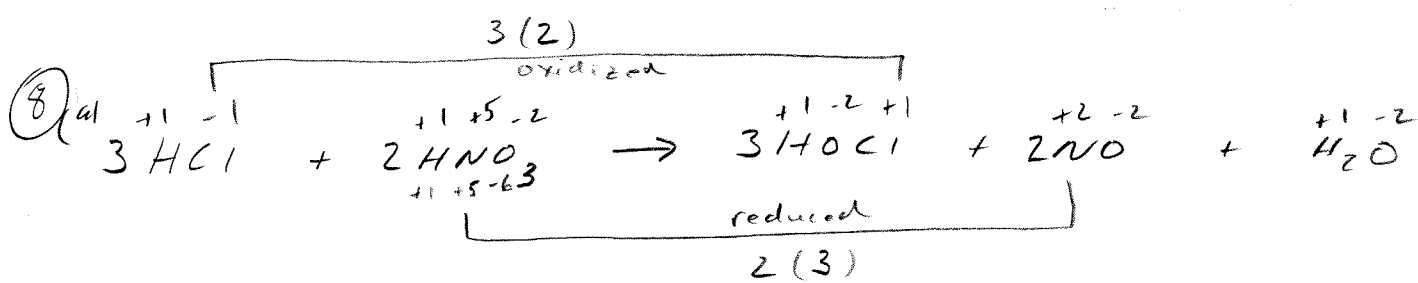 3 (2)
oxidized
8 a) +1 -1 +1 +5 -2 +1 -2 +1 +2 -2 +1 -2
3 HCl + 2 HNO3 → 3 HOCl + 2 NO + H2O
+1 +5 -6
reduced
2 (3)